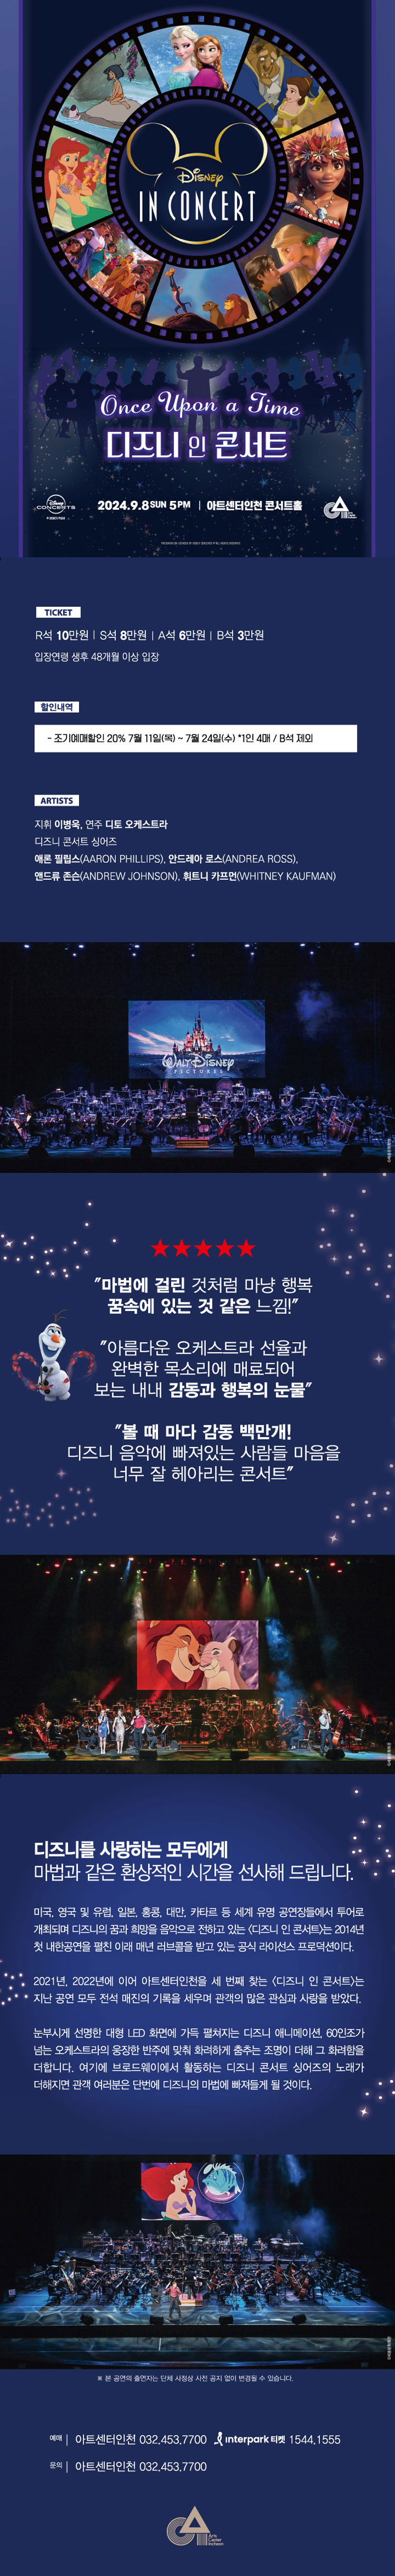 Disney
IN CONCERT
Once Upon a Time
디즈니 인 콘서트
Disney
CONCERTS
2024.9.8 SUN 5PM | 아트센터인천 콘서트홀
TICKET
R석 10만원 | S석 8만원 | A석 6만원 | B석 3만원
입장연령 생후 48개월 이상 입장
할인내역
- 조기예매할인 20% 7월 11일(목) ~ 7월 24일(수) *1인 4매 / B석 제외
ARTISTS
지휘 이병욱, 연주 디토 오케스트라
디즈니 콘서트 싱어즈
애론 필립스(AARON PHILLIPS), 안드레아 로스(ANDREA ROSS),
앤드류 존슨(ANDREW JOHNSON), 휘트니 카프먼(WHITNEY KAUFMAN)
WALT DISNEY
PICTURES
"마법에 걸린 것처럼 마냥 행복
꿈속에 있는 것 같은 느낌!"
"아름다운 오케스트라 선율과
완벽한 목소리에 매료되어
보는 내내 감동과 행복의 눈물"
"볼 때 마다 감동 백만개!
디즈니 음악에 빠져있는 사람들 마음을
너무 잘 헤아리는 콘서트"
디즈니를 사랑하는 모두에게
마법과 같은 환상적인 시간을 선사해 드립니다.
미국, 영국 및 유럽, 일본, 홍콩, 대만, 카타르 등 세계 유명 공연장들에서 투어로
개최되며 디즈니의 꿈과 희망을 음악으로 전하고 있는 <디즈니 인 콘서트>는 2014년
첫 내한공연을 펼친 이래 매년 러브콜을 받고 있는 공식 라이선스 프로덕션이다.
2021년, 2022년에 이어 아트센터인천을 세 번째 찾는 <디즈니 인 콘서트>는
지난 공연 모두 전석 매진의 기록을 세우며 관객의 많은 관심과 사랑을 받았다.
눈부시게 선명한 대형 LED 화면에 가득 펼쳐지는 디즈니 애니메이션, 60인조가
넘는 오케스트라의 웅장한 반주에 맞춰 화려하게 춤추는 조명이 더해 그 화려함을
더합니다. 여기에 브로드웨이에서 활동하는 디즈니 콘서트 싱어즈의 노래가
더해지면 관객 여러분은 단번에 디즈니의 마법에 빠져들게 될 것이다.
※ 본 공연의 출연자는 단체 사정상 사전 공지 없이 변경될 수 있습니다.
예매 | 아트센터인천 032.453.7700 interpark 티켓 1544.1555
문의 | 아트센터인천 032.453.7700
Arts
Center
Incheon